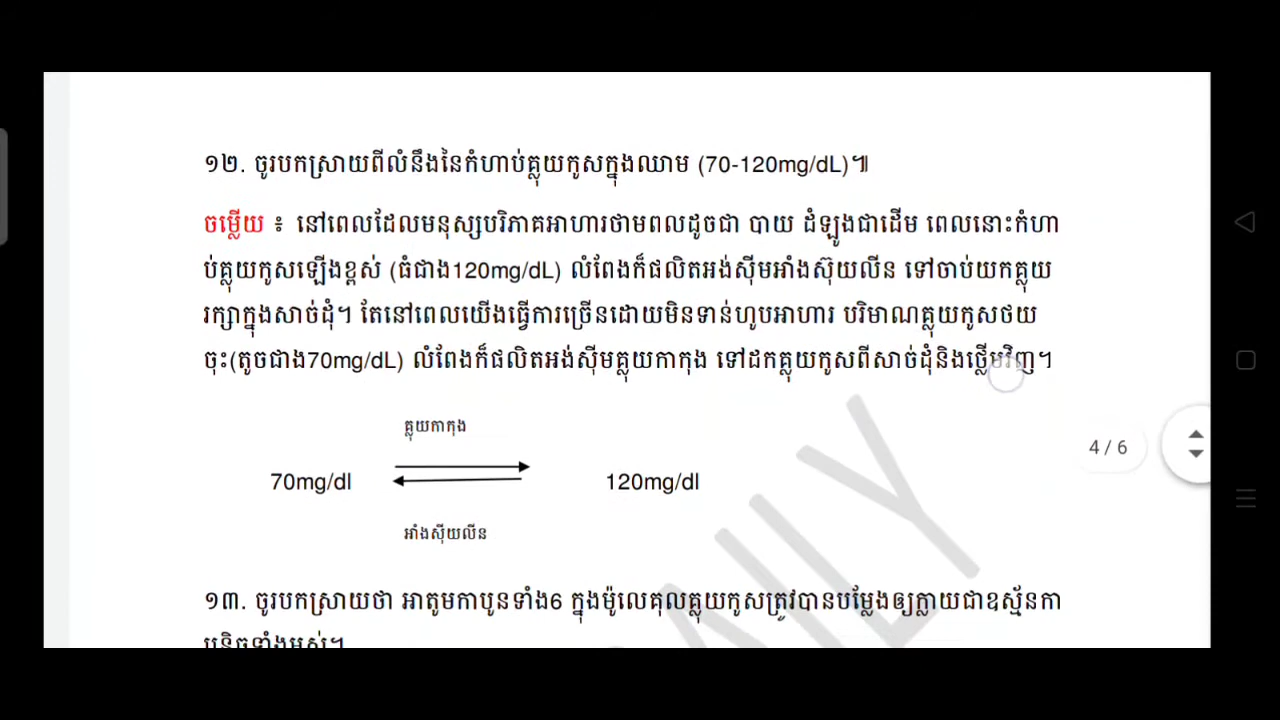 ១២. ចូរបកស្រាយពីលំនឹងនៃកំហាប់គ្លុយកូសក្នុងឈាម (70-120mg/dL)៕
ចម្លើយ ៖ នៅពេលដែលមនុស្សបរិភោគអាហារថាមពលដូចជា បាយ ដំឡូងជាដើម ពេលនោះកំហា
ប់គ្លុយកូសឡើងខ្ពស់ (ធំជាង120mg/dL) លំពែងក៏ផលិតអង់ស៊ីមអាំងស៊ុយលីន ទៅចាប់យកគ្លុយ
រក្សាក្នុងសាច់ដុំ។ តែនៅពេលយើងធ្វើការច្រើនដោយមិនទាន់ហូបអាហារ បរិមាណគ្លុយកូសថយ
ចុះ(តូចជាង70mg/dL) លំពែងក៏ផលិតអង់ស៊ីមគ្លុយកាកុង ទៅដកគ្លុយកូសពីសាច់ដុំនិងថ្លើមវិញ។
គ្លុយកាកុង
70mg/dl 120mg/dl
អាំងស៊ីយលីន
4 / 6
១៣. ចូរបកស្រាយថា អាតូមកាបូនទាំង6 ក្នុងម៉ូលេគុលគ្លុយកូសត្រូវបានបម្លែងឲ្យក្លាយជាឧស្ម័នកា
បូនិចទាំងអស់។